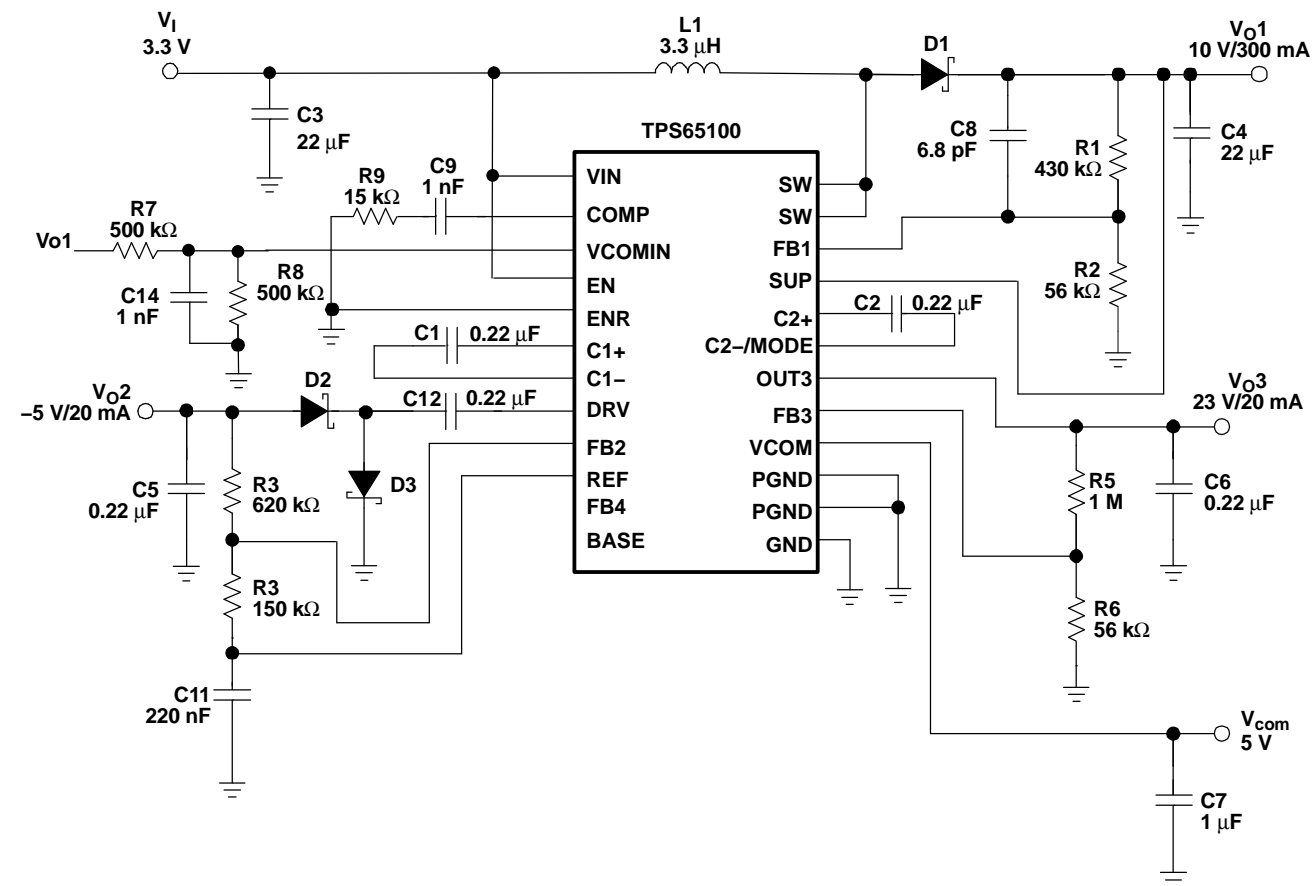 V_I
3.3 V
L1
3.3 μH
D1
V_O1
10 V/300 mA
C3
22 μF
TPS65100
C8
6.8 pF
R1
430 kΩ
C4
22 μF
R9
15 kΩ
C9
1 nF
VIN
COMP
VCOMIN
EN
ENR
C1+
C1–
DRV
FB2
REF
FB4
BASE
SW
SW
FB1
SUP
C2+
C2–/MODE
OUT3
FB3
VCOM
PGND
PGND
GND
Vo1
R7
500 kΩ
R8
500 kΩ
C14
1 nF
R2
56 kΩ
C2
0.22 μF
C1
0.22 μF
C12
0.22 μF
V_O2
–5 V/20 mA
D2
D3
C5
0.22 μF
R3
620 kΩ
R3
150 kΩ
C11
220 nF
V_O3
23 V/20 mA
R5
1 M
C6
0.22 μF
R6
56 kΩ
V_com
5 V
C7
1 μF